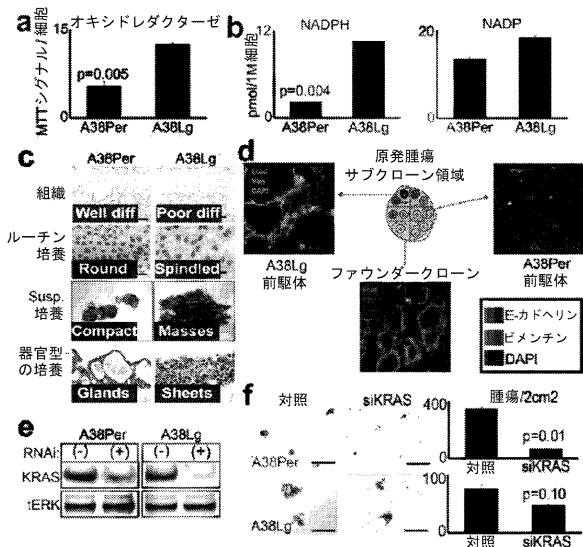 a オキシドレダクターゼ
MTTシグナル/細胞
15
0
p=0.005
A38Per A38Lg
b NADPH NADP
pmol/1M細胞
15
0
p=0.004
A38Per A38Lg
20
0
A38Per A38Lg
c A38Per A38Lg
組織
Well diff Poor diff
ルーチン
培養
Round Spindled
Susp.
培養
Compact Masses
器官型
の培養
Glands Sheets
d 原発腫瘍
サブクローン領域
A38Lg
前駆体
A38Per
前駆体
ファウンダークローン
E-カドヘリン
ビメンチン
DAPI
e A38Per A38Lg
RNAi: (-) (+) (-) (+)
KRAS
tERK
f 対照 siKRAS
A38Per
A38Lg
腫瘍/2cm2
400
0
p=0.01
対照 siKRAS
100
0
p=0.10
対照 siKRAS